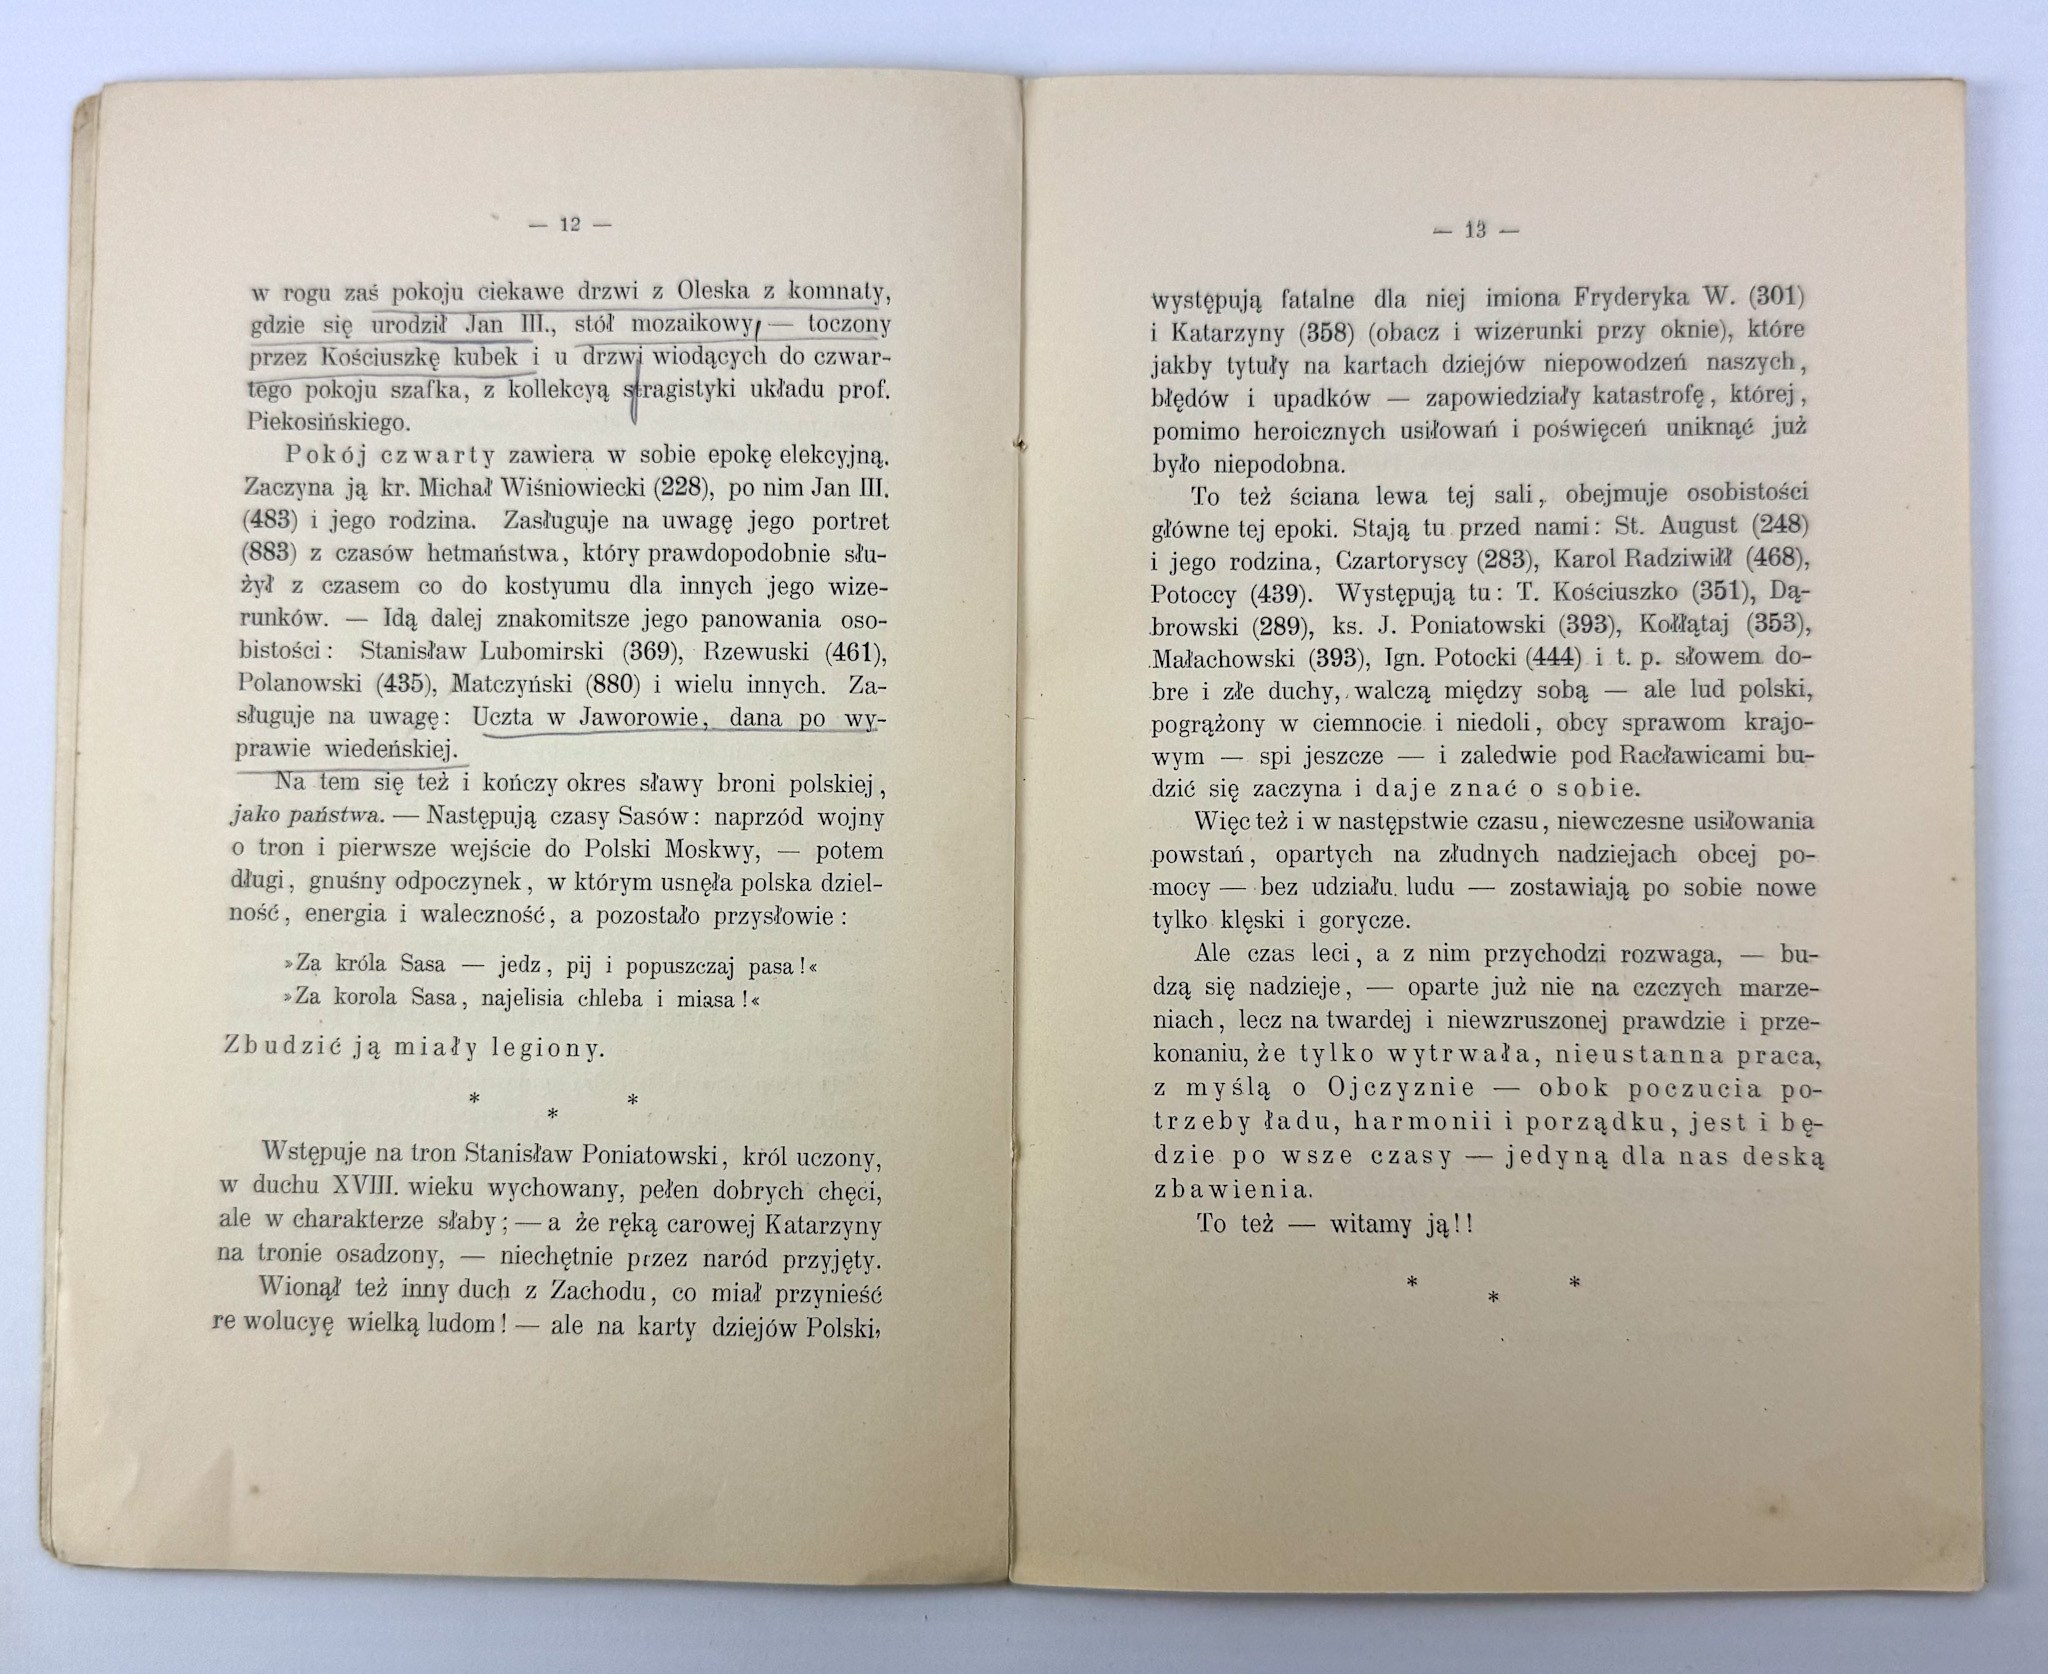 — 12 —
w rogu zaś pokoju ciekawe drzwi z Oleska z komnaty,
gdzie się urodził Jan III., stół mozaikowy, — toczony
przez Kościuszkę kubek i u drzwi wiodących do czwar-
tego pokoju szafka, z kollekcyą stragistyki układu prof.
Piekosińskiego.
Pokój czwarty zawiera w sobie epokę elekcyjną.
Zaczyna ją kr. Michał Wiśniowiecki (228), po nim Jan III.
(483) i jego rodzina. Zasługuje na uwagę jego portret
(883) z czasów hetmaństwa, który prawdopodobnie słu-
żył z czasem co do kostyumu dla innych jego wize-
runków. — Idą dalej znakomitsze jego panowania oso-
bistości: Stanisław Lubomirski (369), Rzewuski (461),
Polanowski (435), Matczyński (880) i wielu innych. Za-
sługuje na uwagę: Uczta w Jaworowie, dana po wy-
prawie wiedeńskiej.
Na tem się też i kończy okres sławy broni polskiej,
jako państwa. — Następują czasy Sasów: naprzód wojny
o tron i pierwsze wejście do Polski Moskwy, — potem
długi, gnuśny odpoczynek, w którym usnęła polska dziel-
ność, energia i waleczność, a pozostało przysłowie:
»Za króla Sasa — jedz, pij i popuszczaj pasa!«
»Za korola Sasa, najelisia chleba i miasa!«
Zbudzić ją miały legiony.
* * *
Wstępuje na tron Stanisław Poniatowski, król uczony,
w duchu XVIII. wieku wychowany, pełen dobrych chęci,
ale w charakterze słaby; — a że ręką carowej Katarzyny
na tronie osadzony, — niechętnie przez naród przyjęty.
Wionął też inny duch z Zachodu, co miał przynieść
re wolucyę wielką ludom! — ale na karty dziejów Polski,
— 13 —
występują fatalne dla niej imiona Fryderyka W. (301)
i Katarzyny (358) (obacz i wizerunki przy oknie), które
jakby tytuły na kartach dziejów niepowodzeń naszych,
błędów i upadków — zapowiedziały katastrofę, której,
pomimo heroicznych usiłowań i poświęceń uniknąć już
było niepodobna.
To też ściana lewa tej sali, obejmuje osobistości
główne tej epoki. Stają tu przed nami: St. August (248)
i jego rodzina, Czartoryscy (283), Karol Radziwiłł (468),
Potoccy (439). Występują tu: T. Kościuszko (351), Dą-
browski (289), ks. J. Poniatowski (393), Kołłątaj (353),
Małachowski (393), Ign. Potocki (444) i t. p. słowem do-
bre i złe duchy, walczą między sobą — ale lud polski,
pogrążony w ciemnocie i niedoli, obcy sprawom krajo-
wym — spi jeszcze — i zaledwie pod Racławicami bu-
dzić się zaczyna i daje znać o sobie.
Więc też i w następstwie czasu, niewczesne usiłowania
powstań, opartych na złudnych nadziejach obcej po-
mocy — bez udziału ludu — zostawiają po sobie nowe
tylko klęski i gorycze.
Ale czas leci, a z nim przychodzi rozwaga, — bu-
dzą się nadzieje, — oparte już nie na czczych marze-
niach, lecz na twardej i niewzruszonej prawdzie i prze-
konaniu, że tylko wytrwała, nieustanna praca,
z myślą o Ojczyznie — obok poczucia po-
trzeby ładu, harmonii i porządku, jest i bę-
dzie po wsze czasy — jedyną dla nas deską
zbawienia.
To też — witamy ją!!
* * *